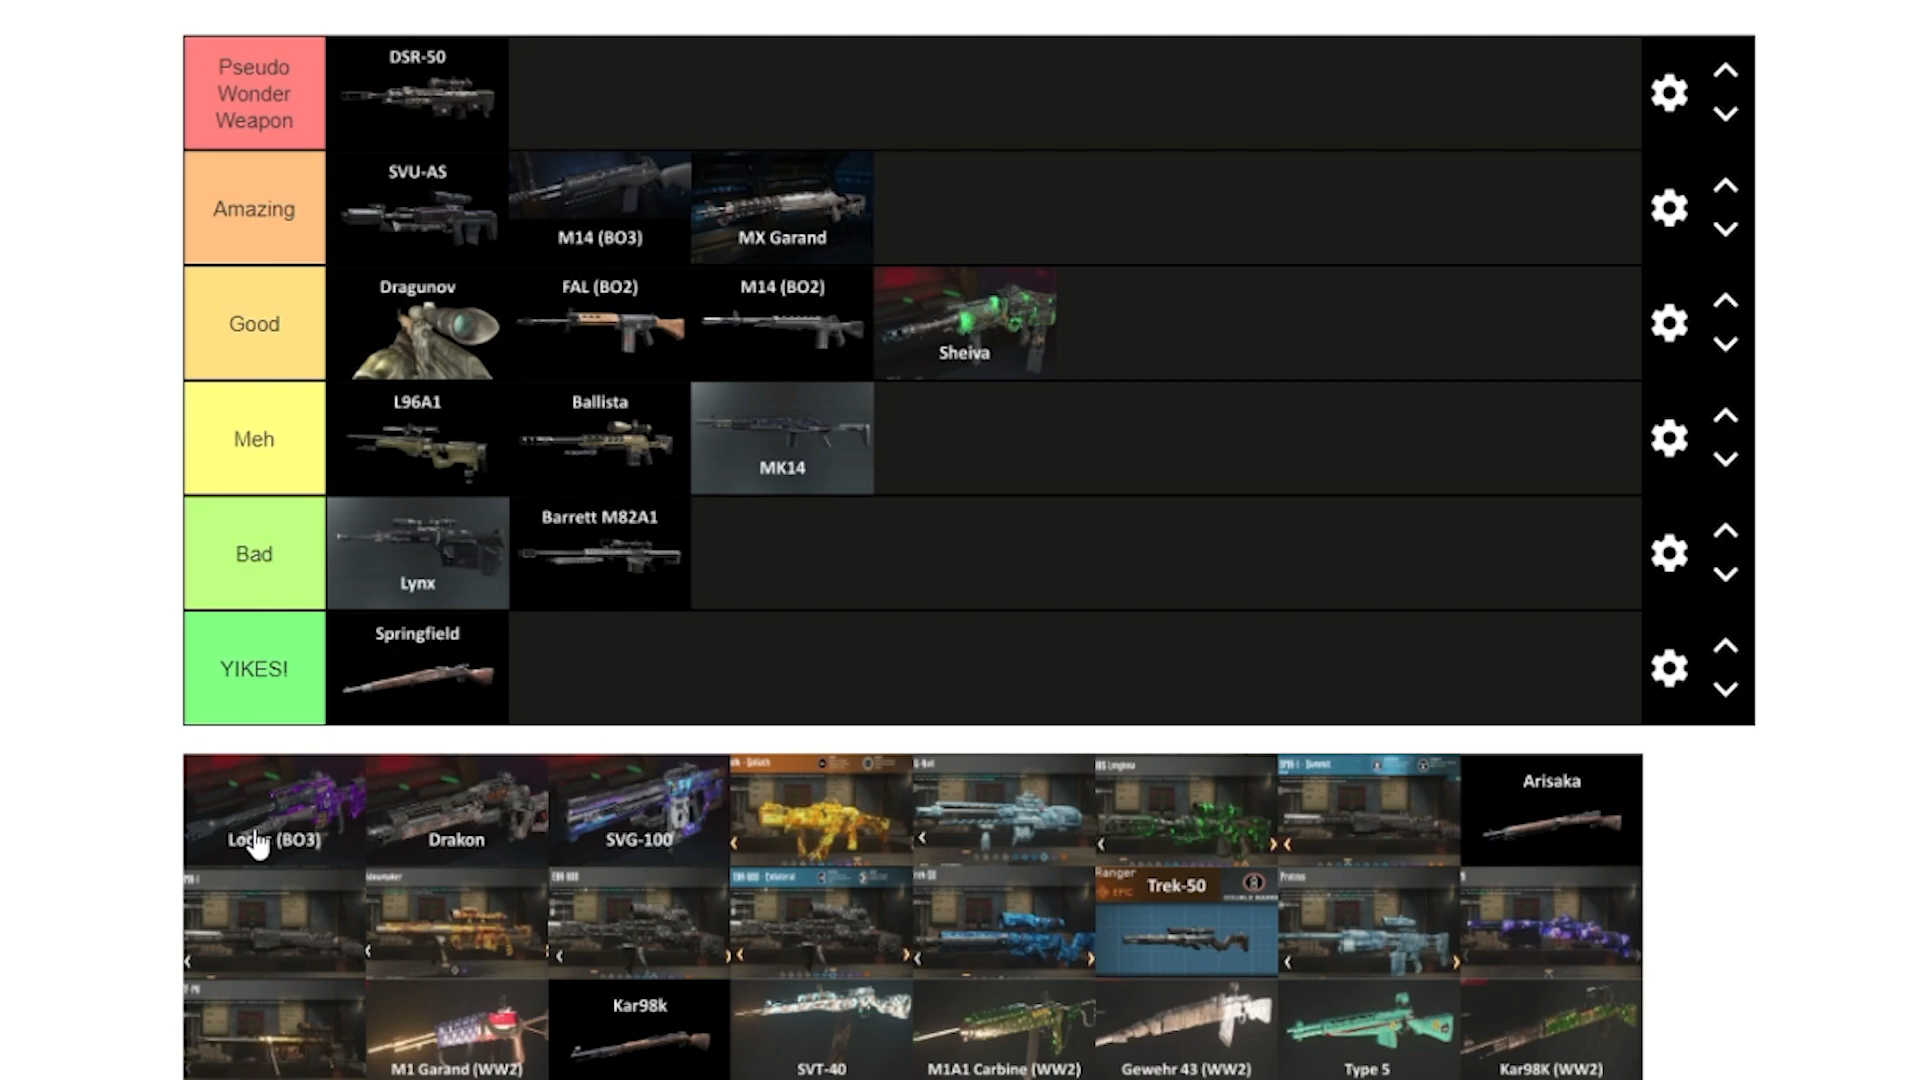 Pseudo
Wonder
Weapon
DSR-50
Amazing
SVU-AS
M14 (BO3)
MX Garand
Good
Dragunov
FAL (BO2)
M14 (BO2)
Sheiva
Meh
L96A1
Ballista
MK14
Bad
Lynx
Barrett M82A1
YIKES!
Springfield
(BO3)
Drakon
SVG-100
Arisaka
Ranger
EPIC
Trek-50
Kar98k
M1 Garand (WW2)
SVT-40
M1A1 Carbine (WW2)
Gewehr 43 (WW2)
Type 5
Kar98K (WW2)